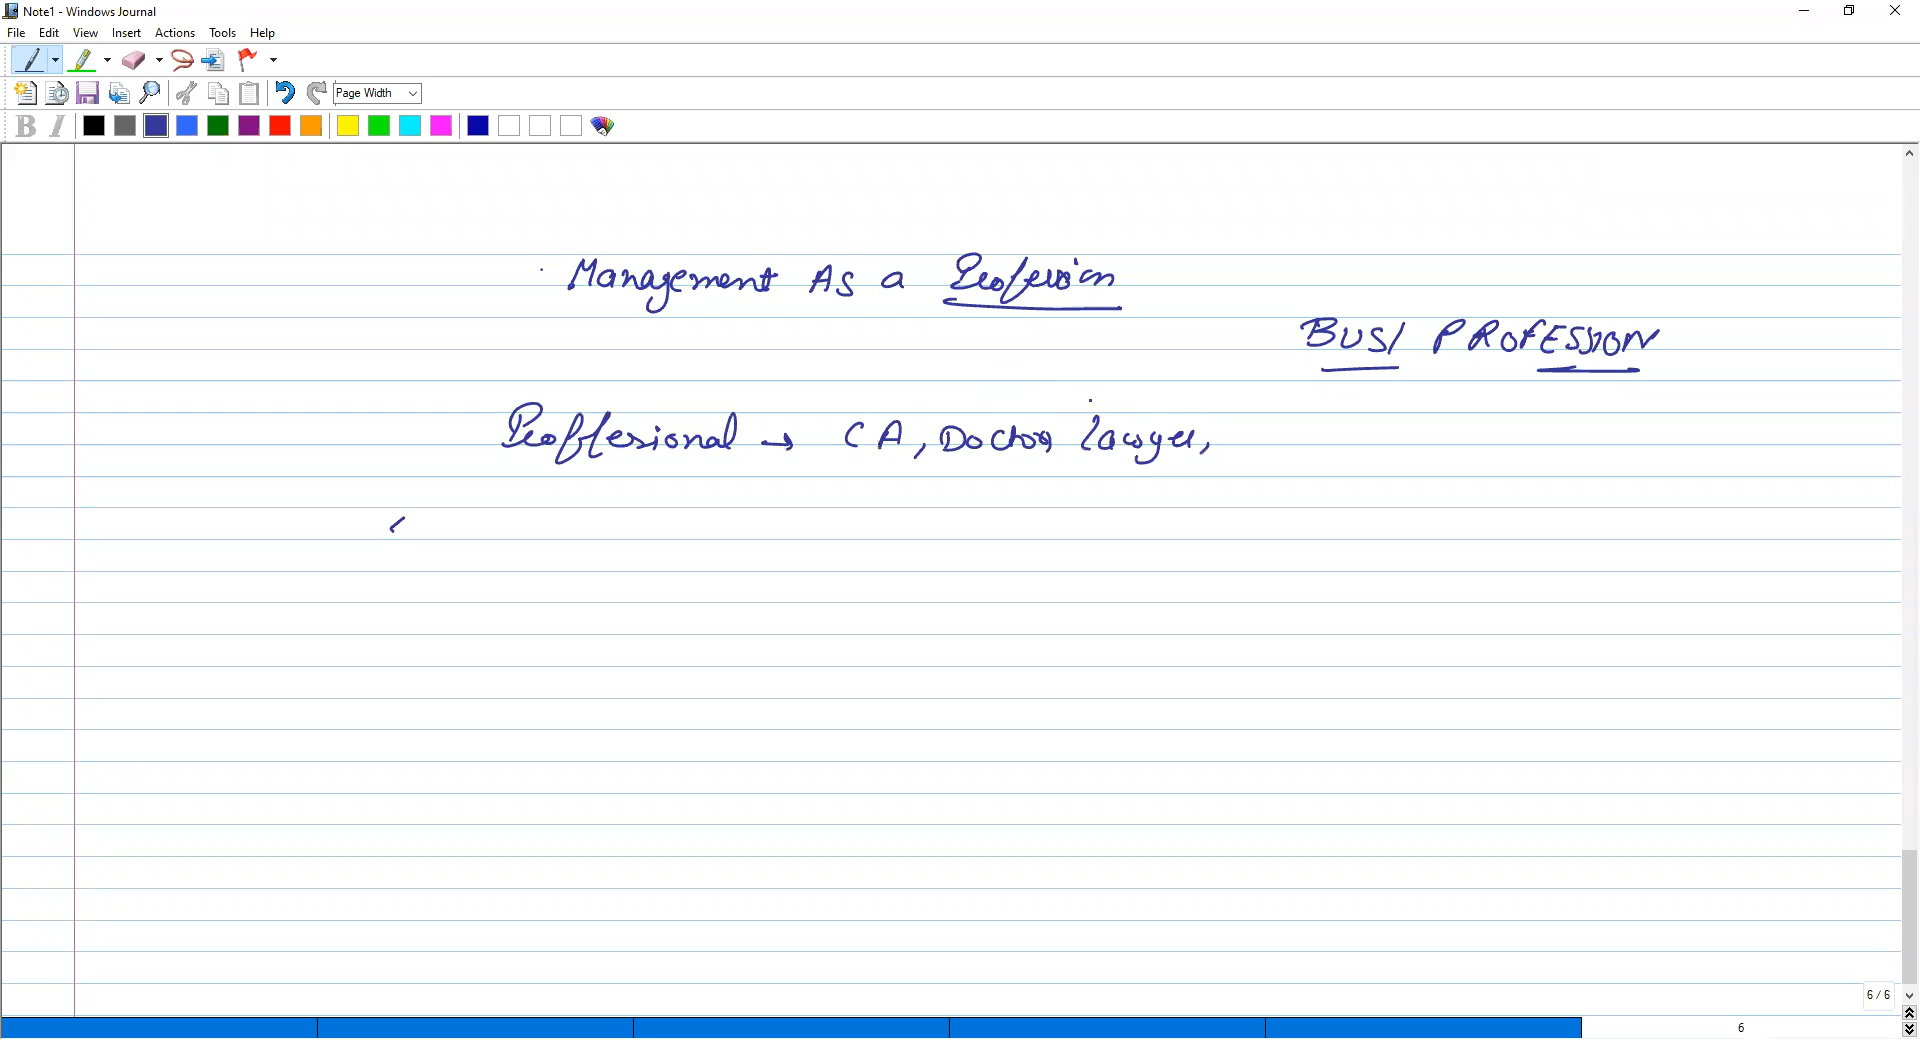 Note1 - Windows Journal
File Edit View Insert Actions Tools Help
Page Width
B I
Management As a Profession
BUS/ PROFESSION
Proffesional → CA, Doctor, Lawyer,
6 / 6
6